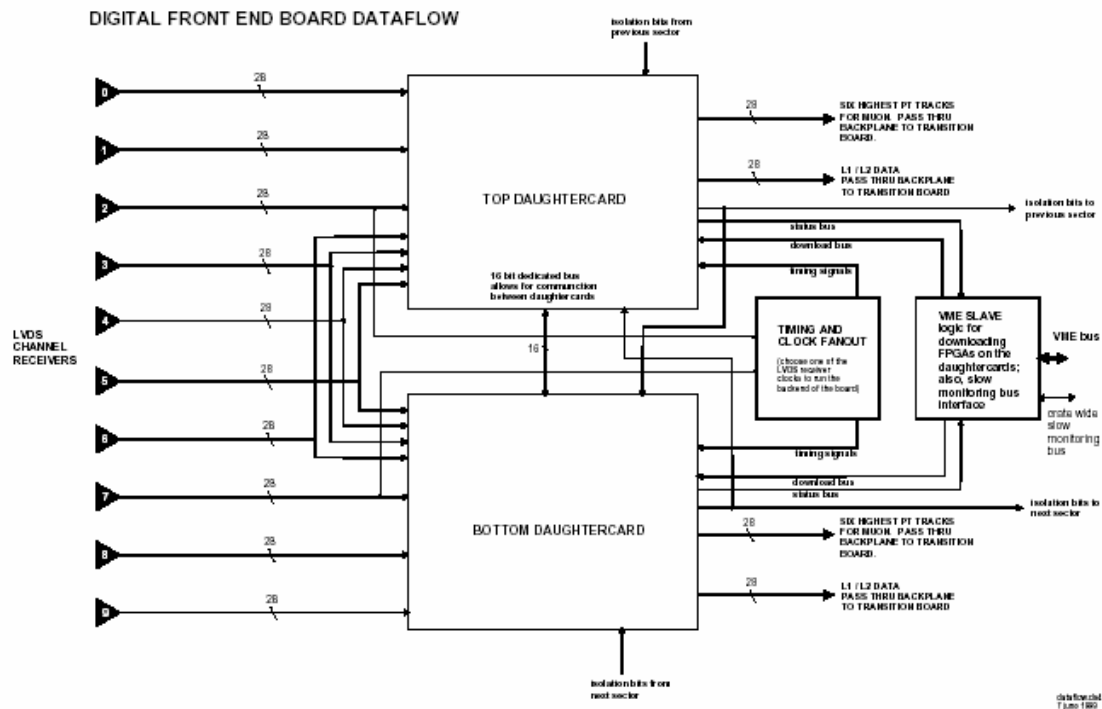 DIGITAL FRONT END BOARD DATAFLOW
isolation bits from
previous sector
0
28
1
28
2
28
3
28
4
28
5
28
6
28
7
28
8
28
9
28
LVDS
CHANNEL
RECEIVERS
TOP DAUGHTERCARD
16 bit dedicated bus
allows for communction
between daughtercards
16
BOTTOM DAUGHTERCARD
28
SIX HIGHEST PT TRACKS
FOR MUON. PASS THRU
BACKPLANE TO TRANSITION
BOARD.
28
L1 / L2 DATA
PASS THRU BACKPLANE
TO TRANSITION BOARD
isolation bits to
previous sector
status bus
download bus
timing signals
TIMING AND
CLOCK FANOUT
(choose one of the
LVDS receiver
clocks to run the
backend of the board)
VME SLAVE
logic for
downloading
FPGAs on the
daughtercards;
also, slow
monitoring bus
interface
VME bus
crate wide
slow
monitoring
bus
timing signals
download bus
status bus
isolation bits to
next sector
28
SIX HIGHEST PT TRACKS
FOR MUON. PASS THRU
BACKPLANE TO TRANSITION
BOARD.
28
L1 / L2 DATA
PASS THRU BACKPLANE
TO TRANSITION BOARD
isolation bits from
next sector